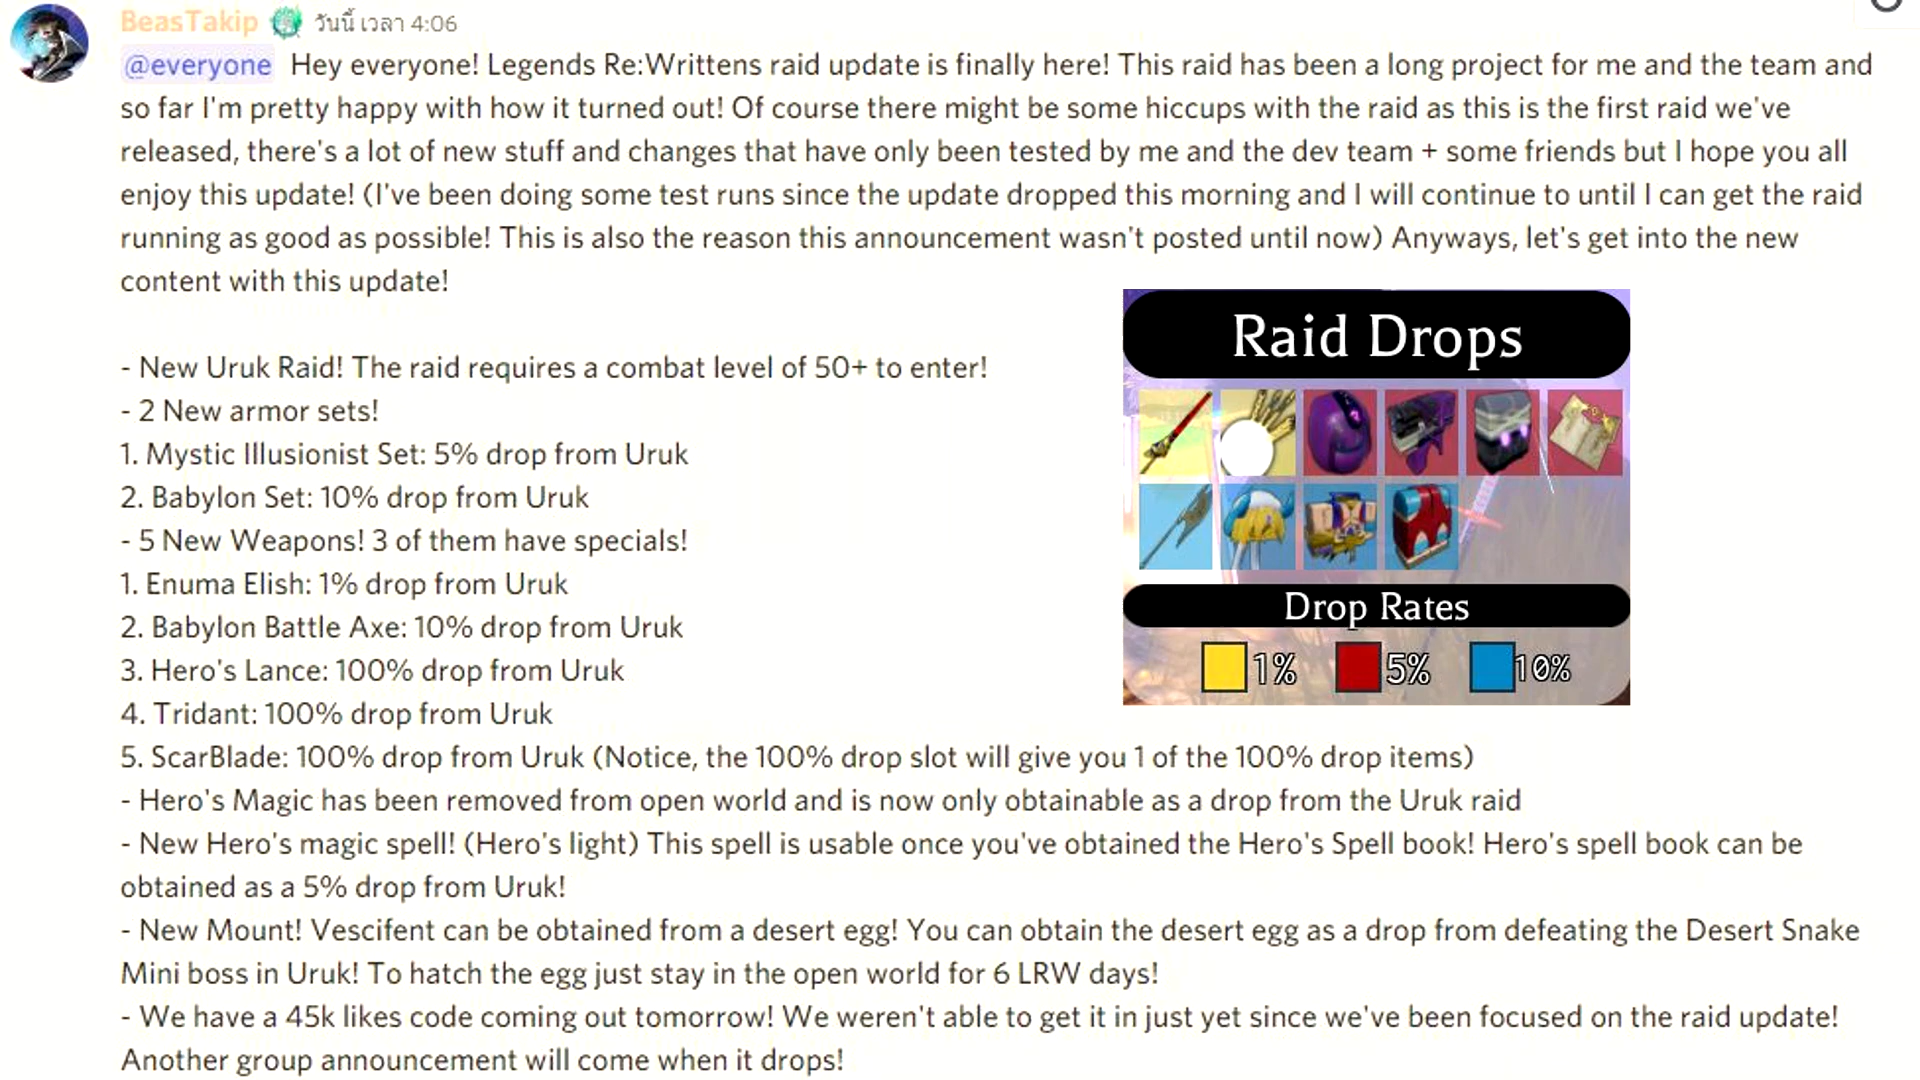 BeasTakip วันนี้ เวลา 4:06
@everyone Hey everyone! Legends Re:Writtens raid update is finally here! This raid has been a long project for me and the team and
so far I'm pretty happy with how it turned out! Of course there might be some hiccups with the raid as this is the first raid we've
released, there's a lot of new stuff and changes that have only been tested by me and the dev team + some friends but I hope you all
enjoy this update! (I've been doing some test runs since the update dropped this morning and I will continue to until I can get the raid
running as good as possible! This is also the reason this announcement wasn't posted until now) Anyways, let's get into the new
content with this update!
- New Uruk Raid! The raid requires a combat level of 50+ to enter!
- 2 New armor sets!
1. Mystic Illusionist Set: 5% drop from Uruk
2. Babylon Set: 10% drop from Uruk
- 5 New Weapons! 3 of them have specials!
1. Enuma Elish: 1% drop from Uruk
2. Babylon Battle Axe: 10% drop from Uruk
3. Hero's Lance: 100% drop from Uruk
4. Tridant: 100% drop from Uruk
5. ScarBlade: 100% drop from Uruk (Notice, the 100% drop slot will give you 1 of the 100% drop items)
- Hero's Magic has been removed from open world and is now only obtainable as a drop from the Uruk raid
- New Hero's magic spell! (Hero's light) This spell is usable once you've obtained the Hero's Spell book! Hero's spell book can be
obtained as a 5% drop from Uruk!
- New Mount! Vescifent can be obtained from a desert egg! You can obtain the desert egg as a drop from defeating the Desert Snake
Mini boss in Uruk! To hatch the egg just stay in the open world for 6 LRW days!
- We have a 45k likes code coming out tomorrow! We weren't able to get it in just yet since we've been focused on the raid update!
Another group announcement will come when it drops!
Raid Drops
Drop Rates
1% 5% 10%